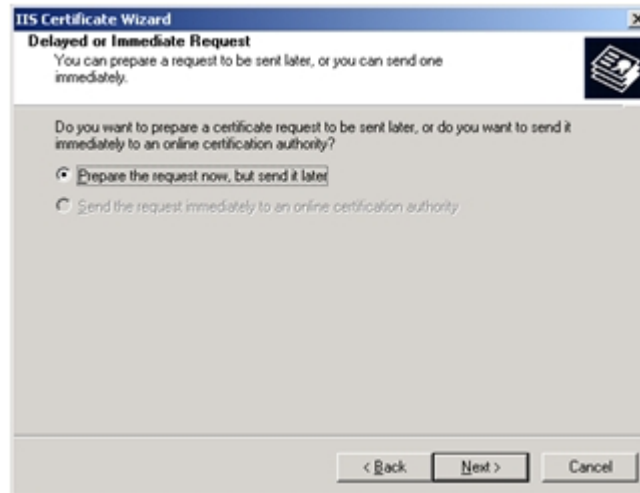 IIS Certificate Wizard
Delayed or Immediate Request
You can prepare a request to be sent later, or you can send one
immediately.
Do you want to prepare a certificate request to be sent later, or do you want to send it
immediately to an online certification authority?
Prepare the request now, but send it later
Send the request immediately to an online certification authority
< Back
Next >
Cancel